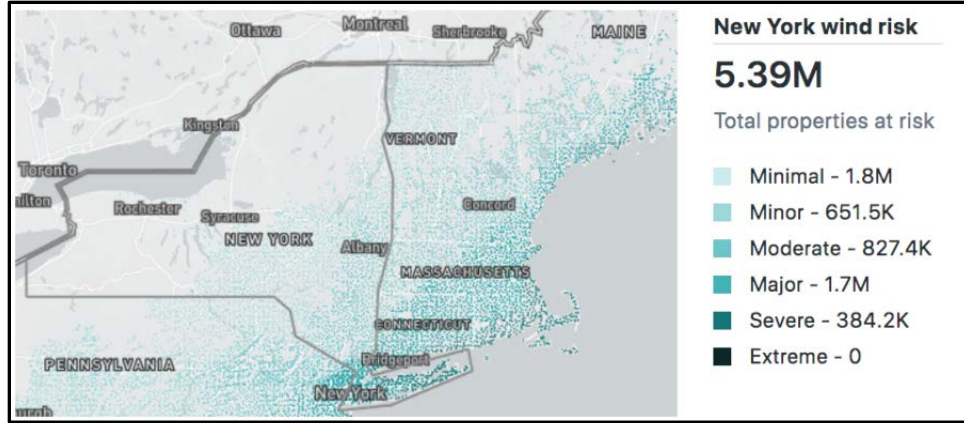 Ottawa
Montreal
Sherbrooke
MAINE
Kingston
VERMONT
Toronto
Rochester
Syracuse
Concord
NEW YORK
Albany
MASSACHUSETTS
CONNECTICUT
Bridgeport
PENNSYLVANIA
New York
New York wind risk
5.39M
Total properties at risk
Minimal - 1.8M
Minor - 651.5K
Moderate - 827.4K
Major - 1.7M
Severe - 384.2K
Extreme - 0